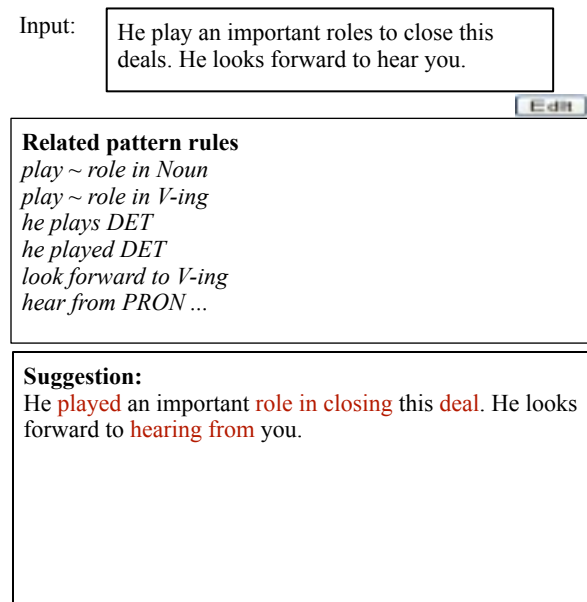 Input:
He play an important roles to close this
deals. He looks forward to hear you.
Edit
Related pattern rules
play ~ role in Noun
play ~ role in V-ing
he plays DET
he played DET
look forward to V-ing
hear from PRON ...
Suggestion:
He played an important role in closing this deal. He looks
forward to hearing from you.